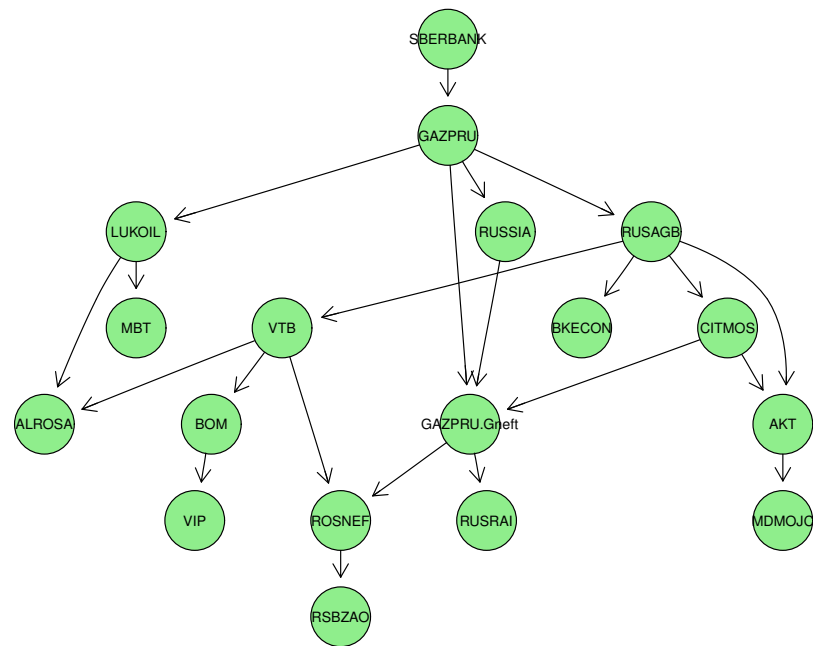 SBERBANK
GAZPRU
LUKOIL
RUSSIA
RUSAGB
MBT
VTB
BKECON
CITMOS
ALROSA
BOM
GAZPRU.Gneft
AKT
VIP
ROSNEF
RUSRAI
MDMOJC
RSBZAO